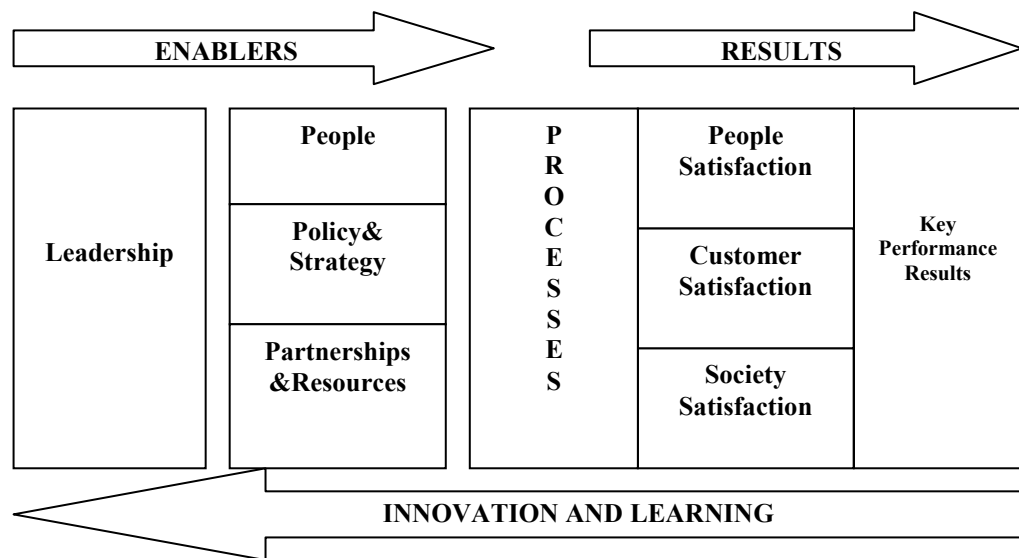 ENABLERS
RESULTS
Leadership
People
Policy&
Strategy
Partnerships
&Resources
P
R
O
C
E
S
S
E
S
People
Satisfaction
Customer
Satisfaction
Society
Satisfaction
Key
Performance
Results
INNOVATION AND LEARNING